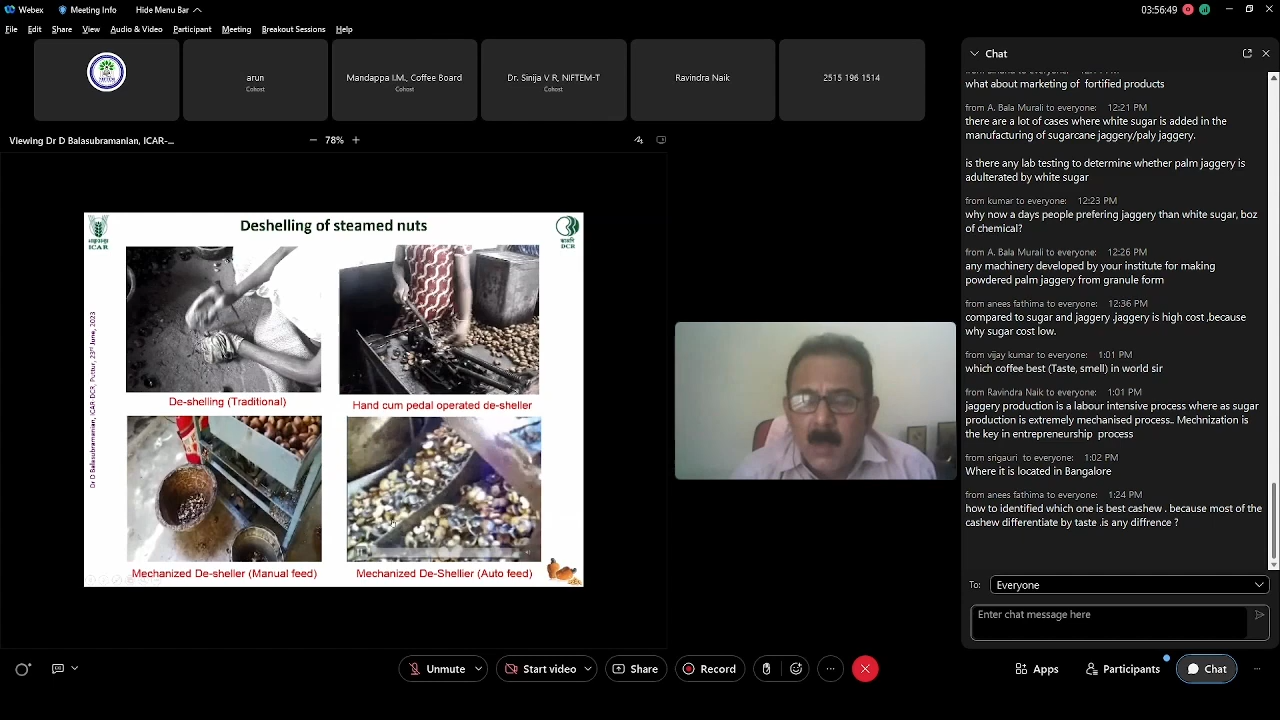 Webex
Meeting Info
Hide Menu Bar
03:56:49
File Edit Share View Audio & Video Participant Meeting Breakout Sessions Help
arun
Cohost
Mandappa I.M., Coffee Board
Cohost
Dr. Sinija V R, NIFTEM-T
Cohost
Ravindra Naik
2515 196 1514
Viewing Dr D Balasubramanian, ICAR-...
78%
Deshelling of steamed nuts
ICAR
DCR
Dr D Balasubramanian, ICAR-DCR, Puttur, 23rd June, 2023
De-shelling (Traditional)
Hand cum pedal operated de-sheller
Mechanized De-sheller (Manual feed)
Mechanized De-Shellier (Auto feed)
Chat
what about marketing of fortified products
from A. Bala Murali to everyone: 12:21 PM
there are a lot of cases where white sugar is added in the
manufacturing of sugarcane jaggery/paly jaggery.
is there any lab testing to determine whether palm jaggery is
adulterated by white sugar
from kumar to everyone: 12:23 PM
why now a days people prefering jaggery than white sugar, boz
of chemical?
from A. Bala Murali to everyone: 12:26 PM
any machinery developed by your institute for making
powdered palm jaggery from granule form
from anees fathima to everyone: 12:36 PM
compared to sugar and jaggery .jaggery is high cost ,because
why sugar cost low.
from vijay kumar to everyone: 1:01 PM
which coffee best (Taste, smell) in world sir
from Ravindra Naik to everyone: 1:01 PM
jaggery production is a labour intensive process where as sugar
production is extremely mechanised process.. Mechnization is
the key in entrepreneurship process
from srigauri to everyone: 1:02 PM
Where it is located in Bangalore
from anees fathima to everyone: 1:24 PM
how to identified which one is best cashew . because most of the
cashew differentiate by taste .is any diffrence ?
To: Everyone
Enter chat message here
Unmute
Start video
Share
Record
Apps
Participants
Chat